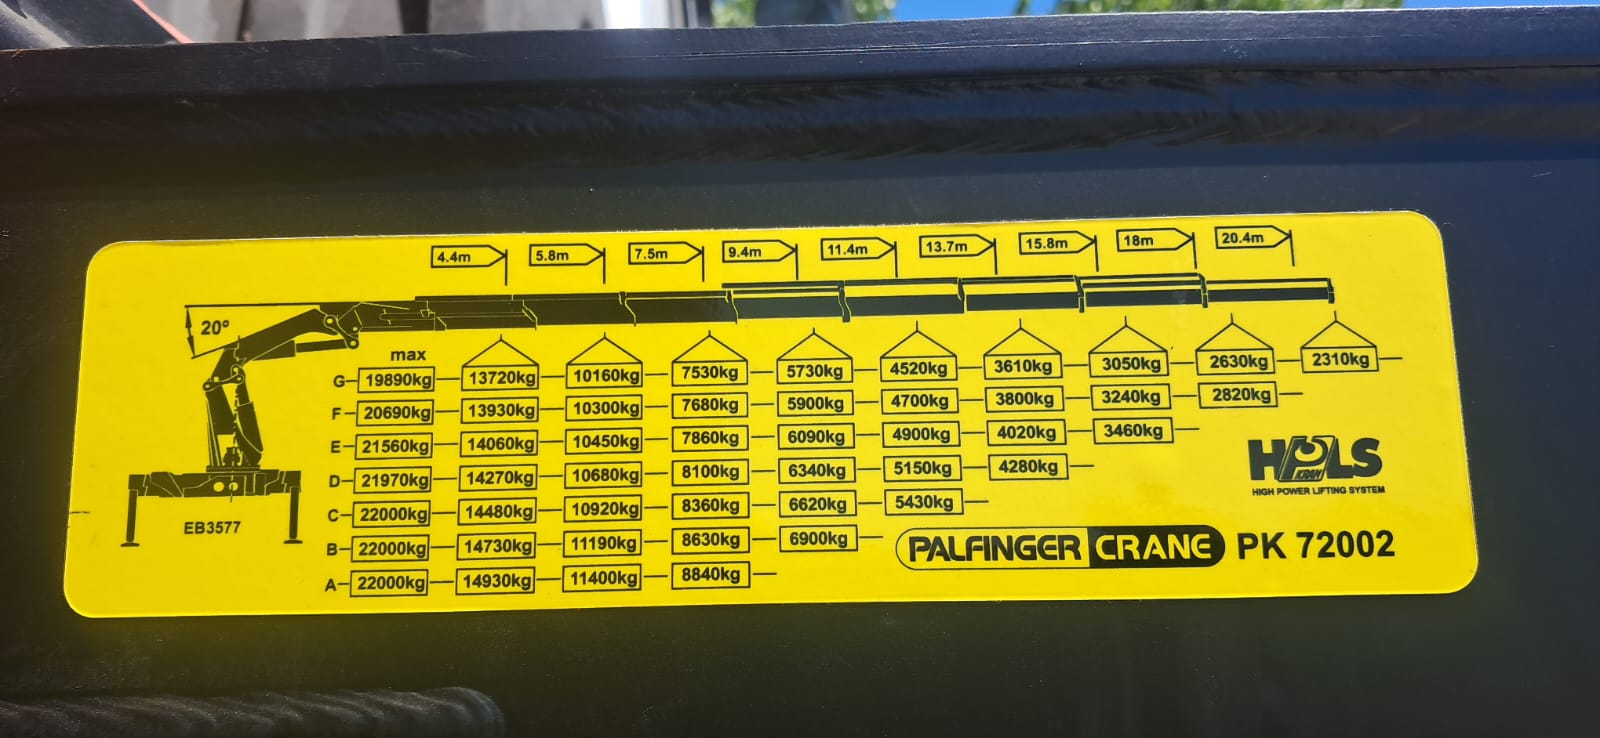 4.4m 5.8m 7.5m 9.4m 11.4m 13.7m 15.8m 18m 20.4m
20º
max
G 19890kg 13720kg 10160kg 7530kg 5730kg 4520kg 3610kg 3050kg 2630kg 2310kg
F 20690kg 13930kg 10300kg 7680kg 5900kg 4700kg 3800kg 3240kg 2820kg
E 21560kg 14060kg 10450kg 7860kg 6090kg 4900kg 4020kg 3460kg
D 21970kg 14270kg 10680kg 8100kg 6340kg 5150kg 4280kg
C 22000kg 14480kg 10920kg 8360kg 6620kg 5430kg
B 22000kg 14730kg 11190kg 8630kg 6900kg
A 22000kg 14930kg 11400kg 8840kg
EB3577
HPLS
KRAN
HIGH POWER LIFTING SYSTEM
PALFINGER CRANE PK 72002